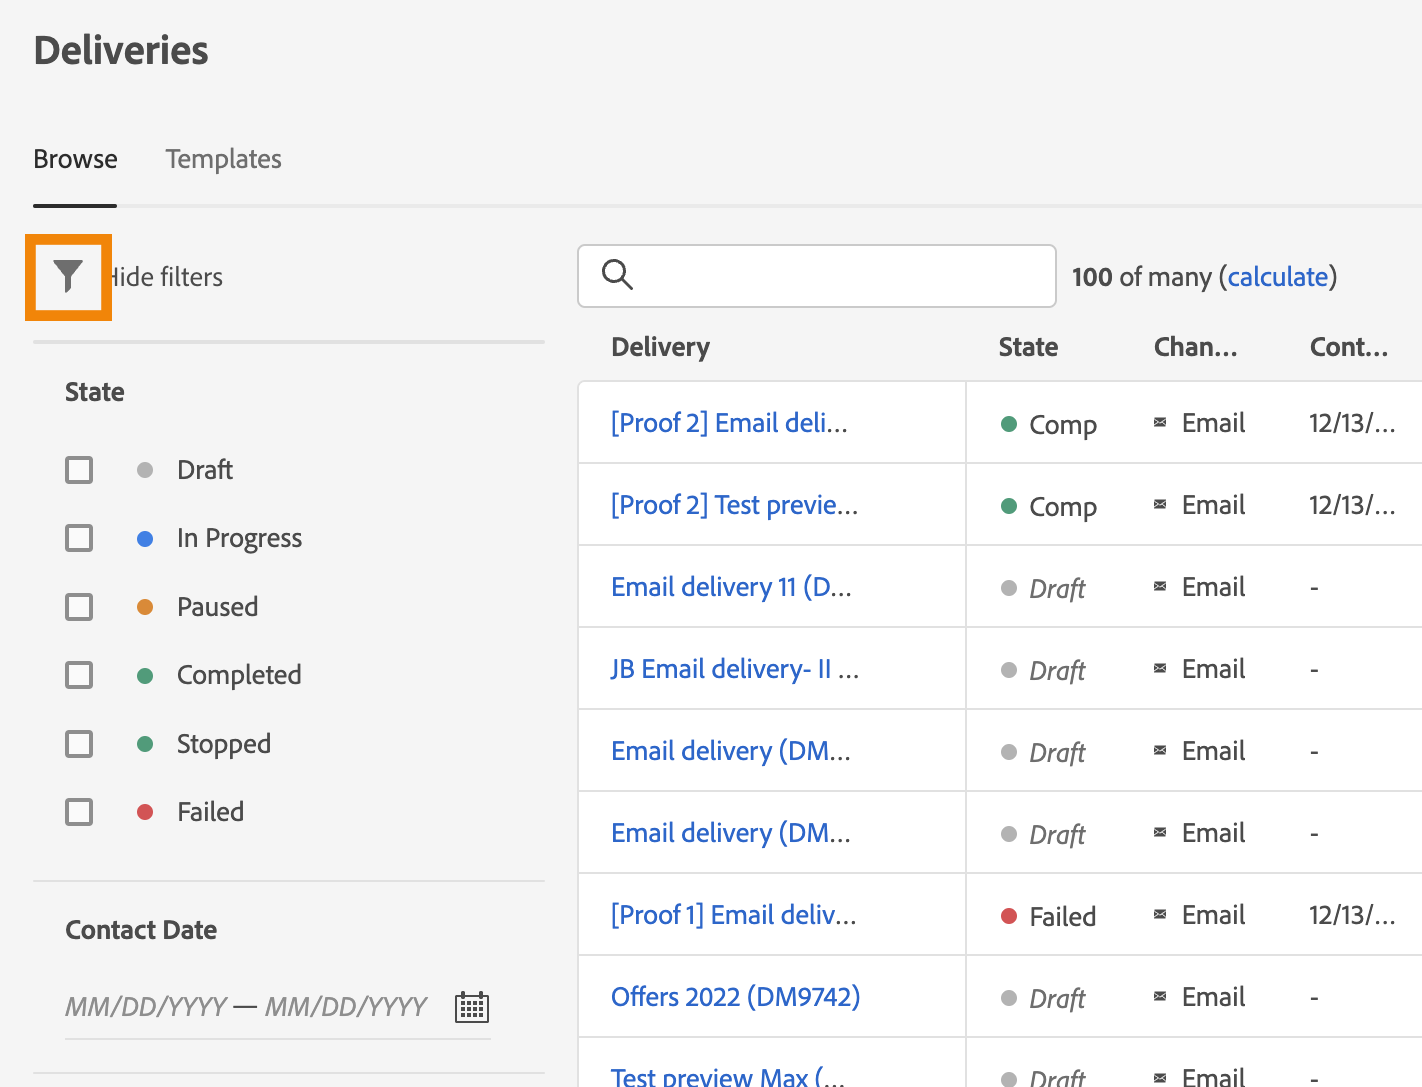 Deliveries
Browse Templates
Hide filters
100 of many (calculate)
State
Draft
In Progress
Paused
Completed
Stopped
Failed
Contact Date
MM/DD/YYYY — MM/DD/YYYY
Delivery State Chan... Cont...
[Proof 2] Email deli... Comp Email 12/13/...
[Proof 2] Test previe... Comp Email 12/13/...
Email delivery 11 (D... Draft Email -
JB Email delivery- II ... Draft Email -
Email delivery (DM... Draft Email -
Email delivery (DM... Draft Email -
[Proof 1] Email deliv... Failed Email 12/13/...
Offers 2022 (DM9742) Draft Email -
Test preview Max (... Draft Email -